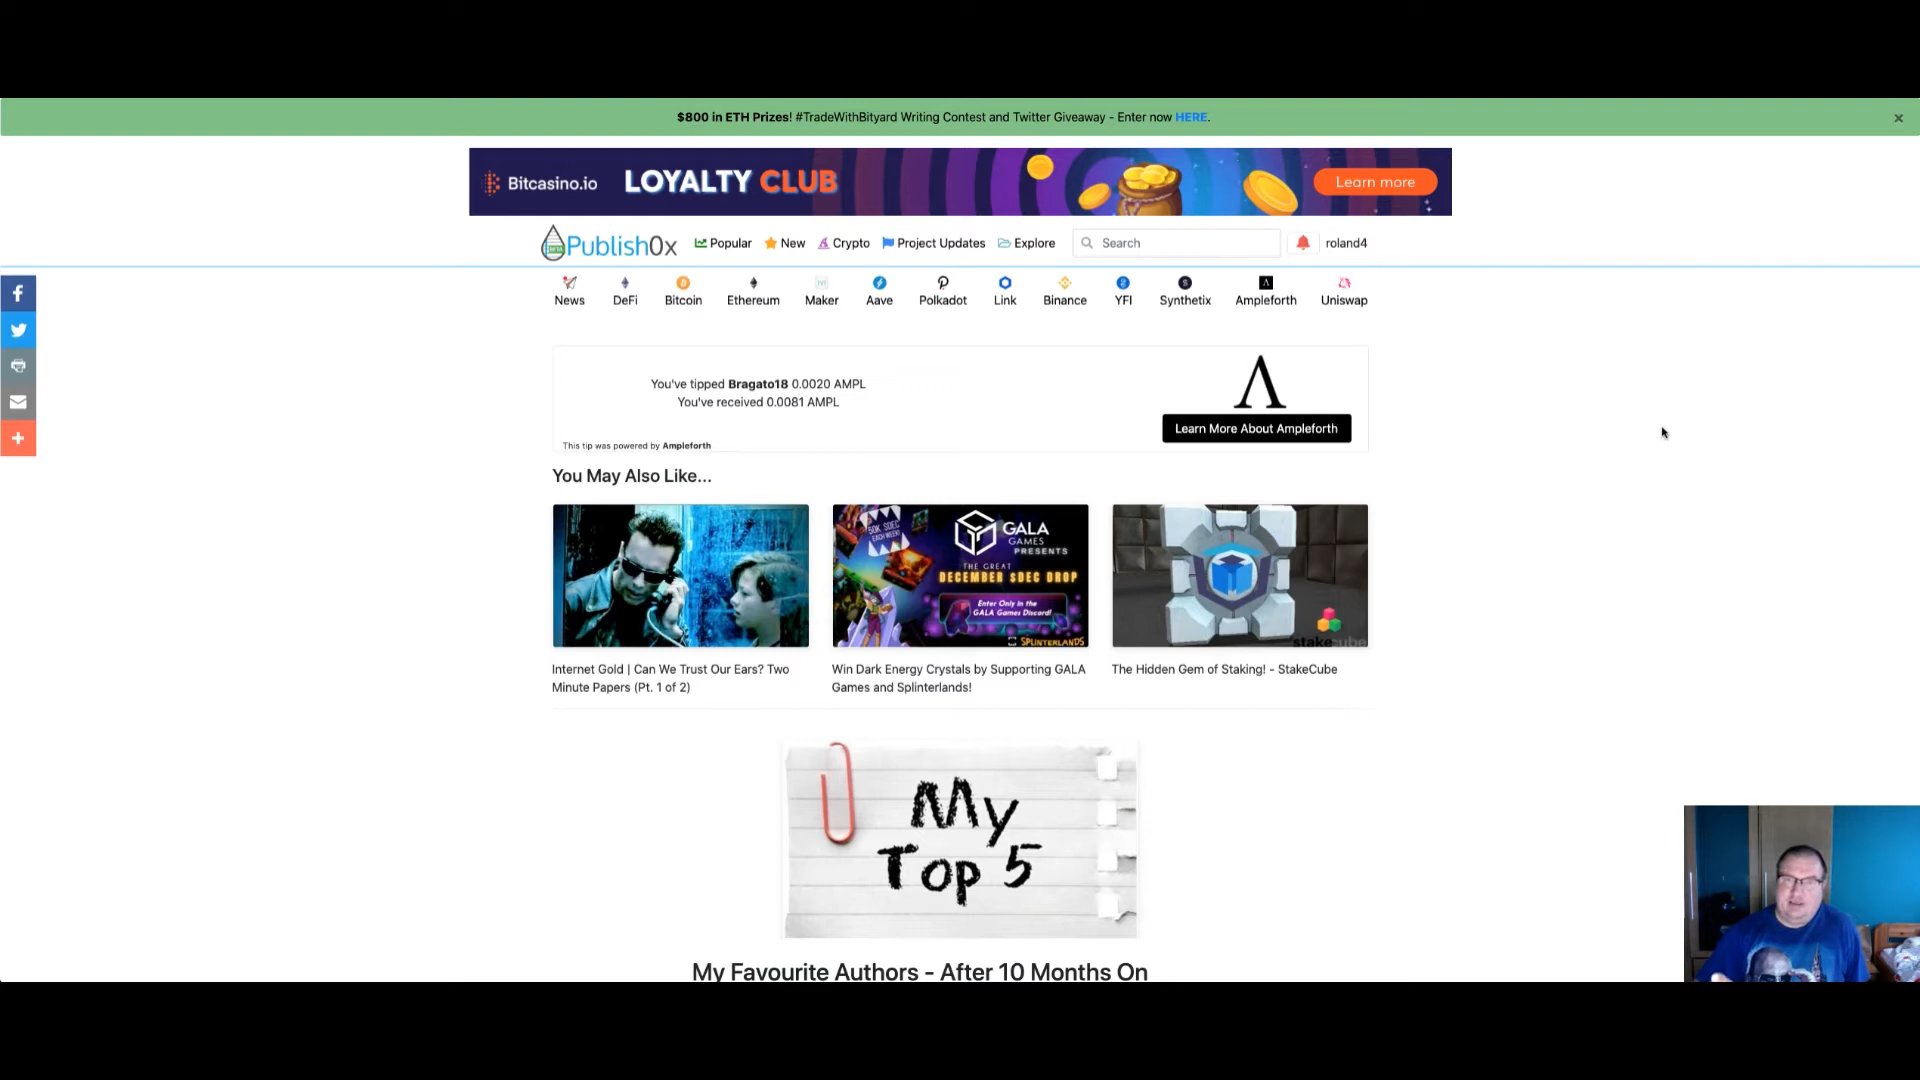 $800 in ETH Prizes! #TradeWithBityard Writing Contest and Twitter Giveaway - Enter now HERE.
×
Bitcasino.io LOYALTY CLUB Learn more
Publish0x Popular New Crypto Project Updates Explore Search roland4
News DeFi Bitcoin Ethereum Maker Aave Polkadot Link Binance YFI Synthetix Ampleforth Uniswap
You've tipped Bragato18 0.0020 AMPL
You've received 0.0081 AMPL
Learn More About Ampleforth
This tip was powered by Ampleforth
You May Also Like...
50K SDEC
EACH WEEK!
GALA
GAMES
PRESENTS
THE GREAT
DECEMBER SDEC DROP
Enter Only in the
GALA Games Discord!
SPLINTERLANDS
stakecube
Internet Gold | Can We Trust Our Ears? Two
Minute Papers (Pt. 1 of 2)
Win Dark Energy Crystals by Supporting GALA
Games and Splinterlands!
The Hidden Gem of Staking! - StakeCube
My
Top 5
My Favourite Authors - After 10 Months On